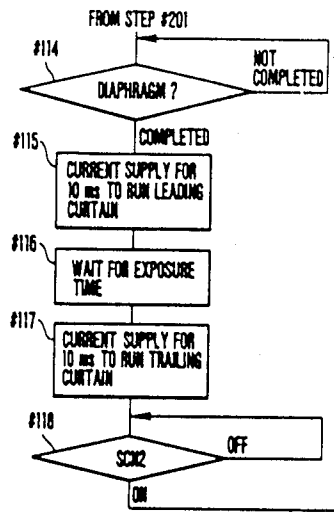 FROM STEP #201
#114
DIAPHRAGM ?
NOT
COMPLETED
COMPLETED
#115
CURRENT SUPPLY FOR
10 ms TO RUN LEADING
CURTAIN
#116
WAIT FOR EXPOSURE
TIME
#117
CURRENT SUPPLY FOR
10 ms TO RUN TRAILING
CURTAIN
#118
SCN2
OFF
ON